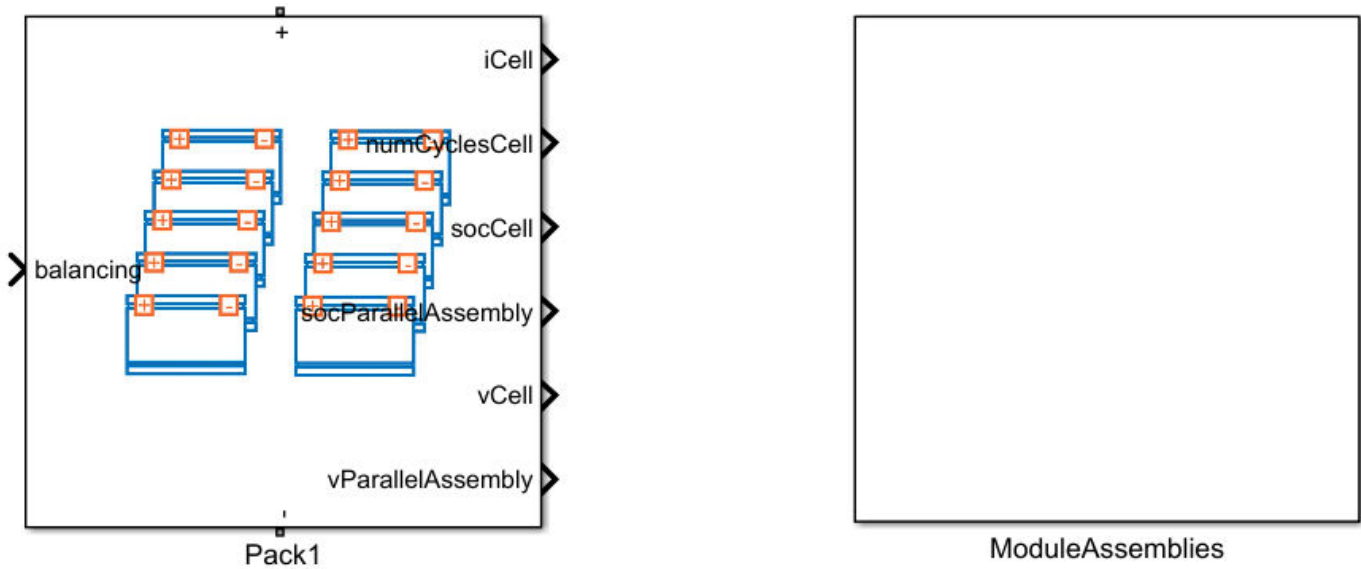 +
iCell
+ - + -
numCyclesCell
+ - + -
+ - + -
socCell
balancing
+ - + -
+ - + -
socParallelAssembly
vCell
vParallelAssembly
-
Pack1
ModuleAssemblies